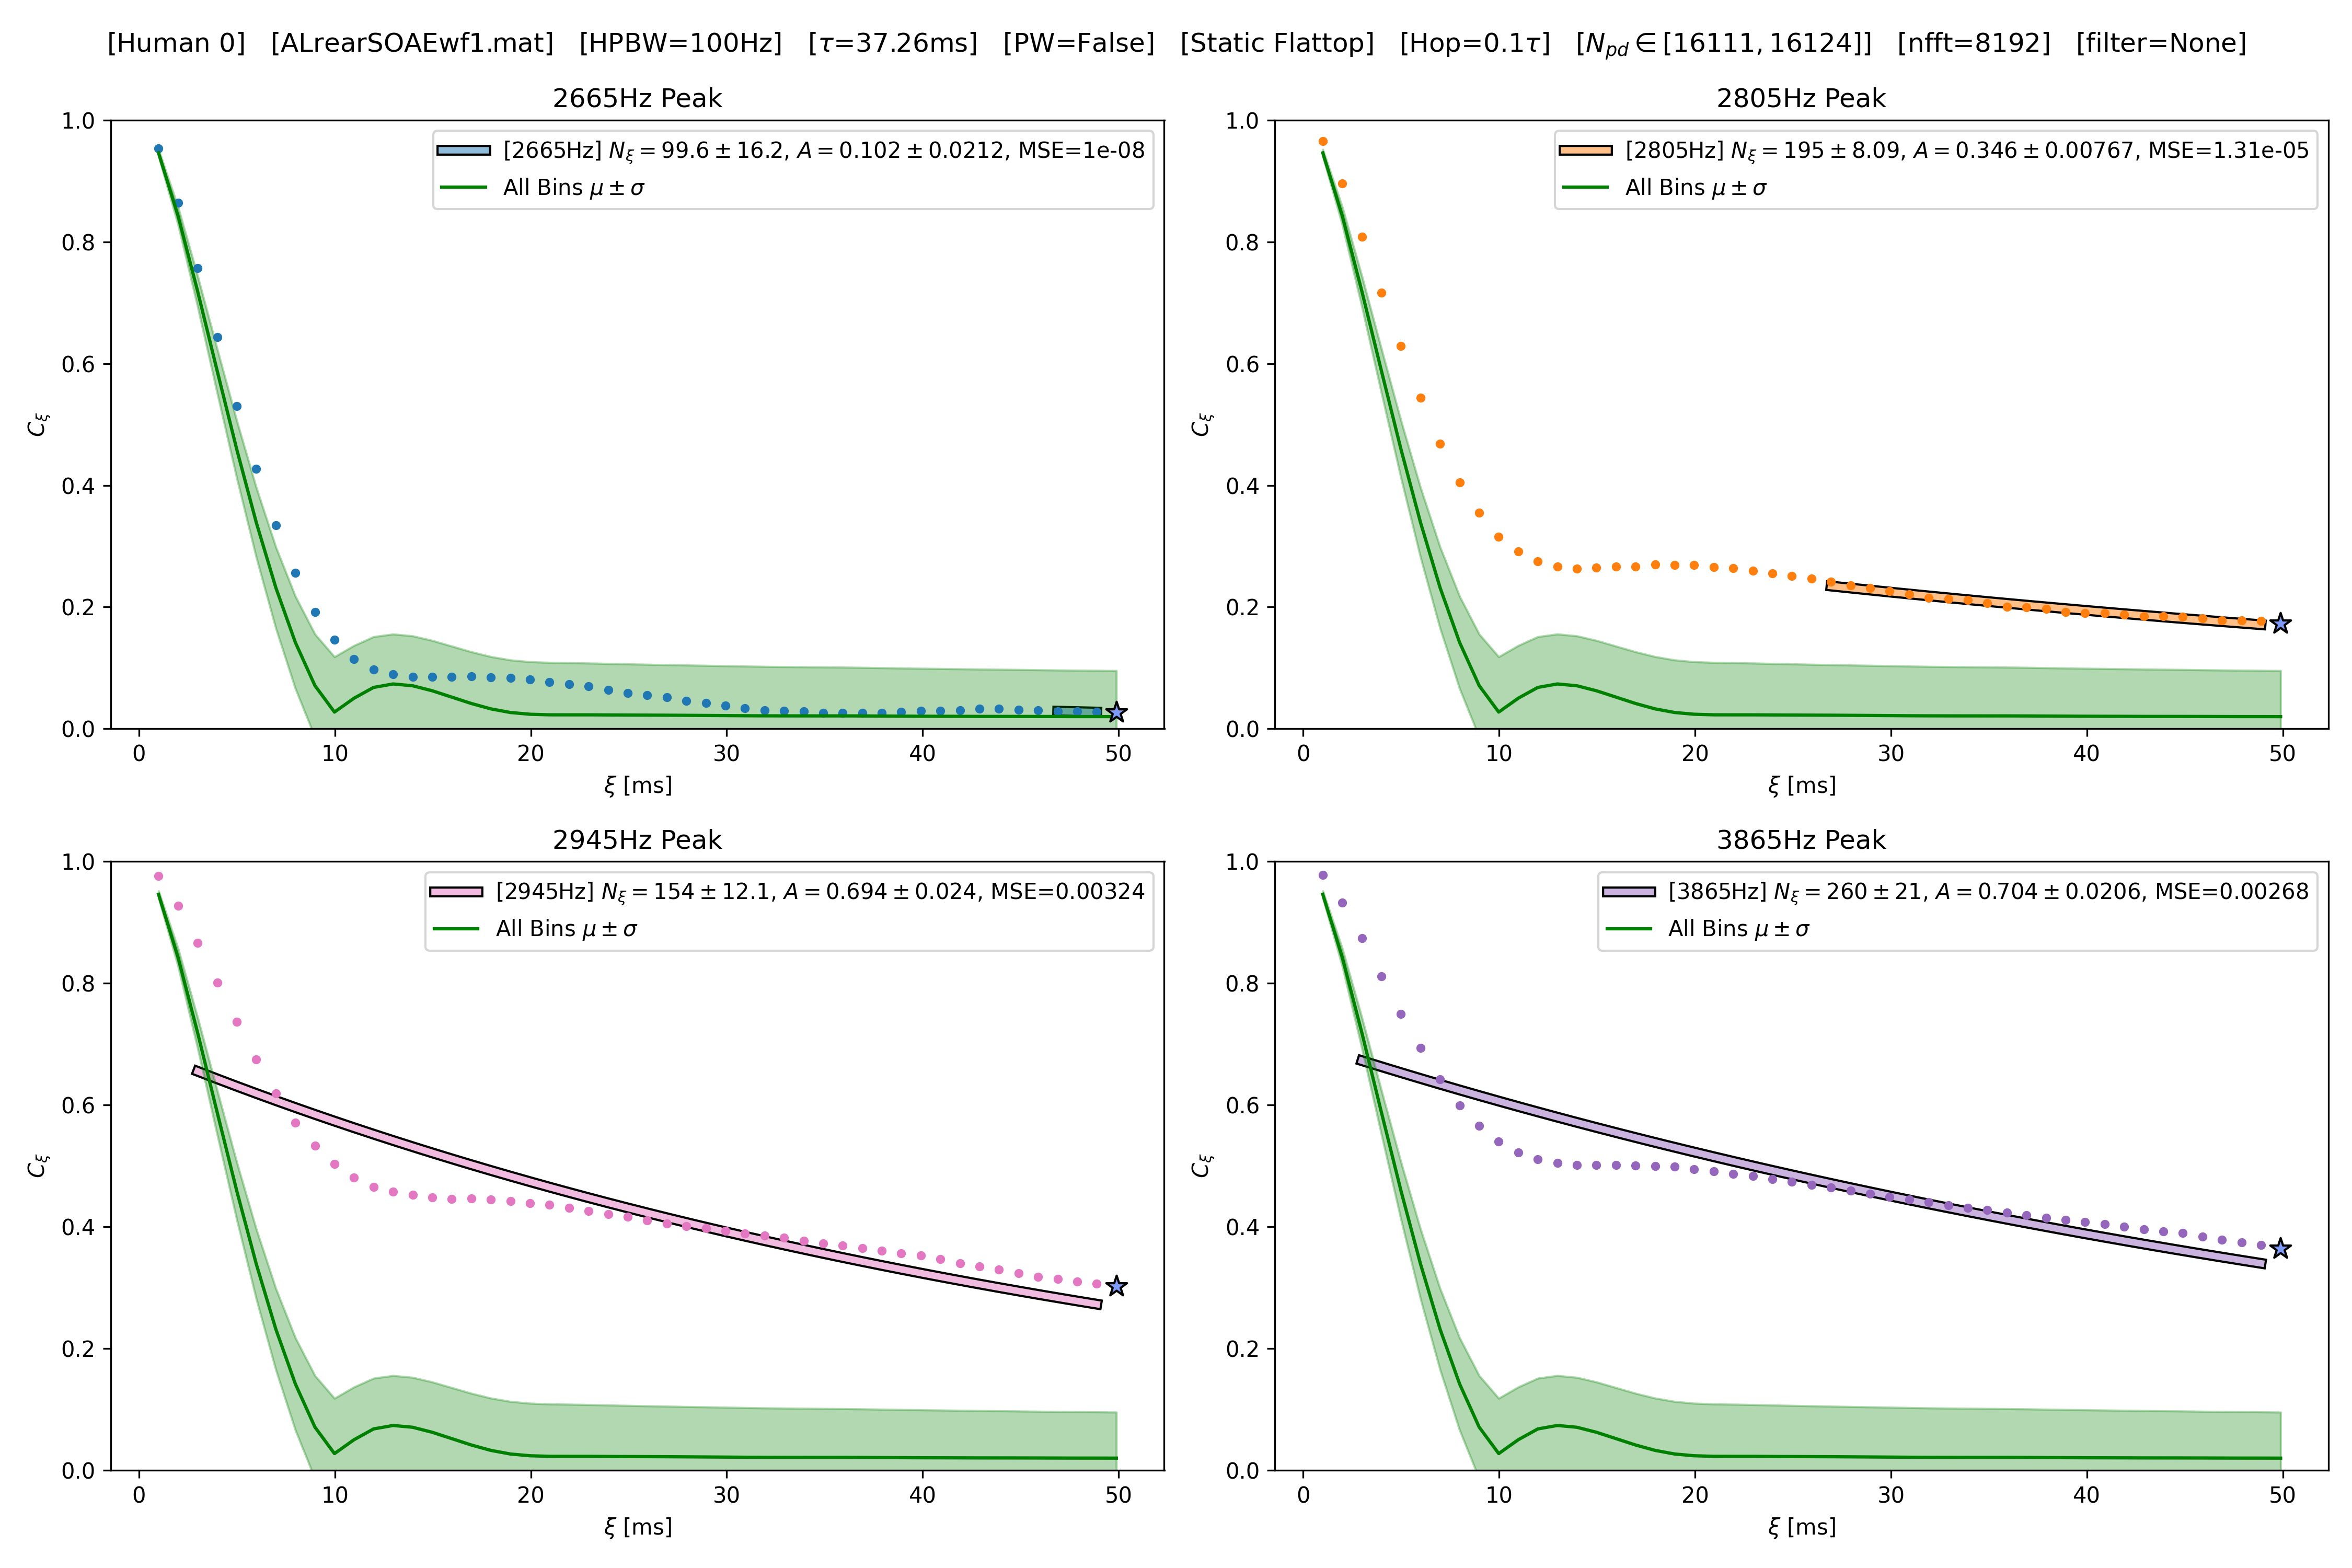 [Human 0] [ALrearSOAEwf1.mat] [HPBW=100Hz] [τ=37.26ms] [PW=False] [Static Flattop] [Hop=0.1τ] [N_pd ∈ [16111, 16124]] [nfft=8192] [filter=None]
2665Hz Peak
[2665Hz] N_ξ = 99.6 ± 16.2, A = 0.102 ± 0.0212, MSE=1e-08
All Bins μ ± σ
1.0
0.8
0.6
0.4
0.2
0.0
C_ξ
0 10 20 30 40 50
ξ [ms]
2805Hz Peak
[2805Hz] N_ξ = 195 ± 8.09, A = 0.346 ± 0.00767, MSE=1.31e-05
All Bins μ ± σ
1.0
0.8
0.6
0.4
0.2
0.0
C_ξ
0 10 20 30 40 50
ξ [ms]
2945Hz Peak
[2945Hz] N_ξ = 154 ± 12.1, A = 0.694 ± 0.024, MSE=0.00324
All Bins μ ± σ
1.0
0.8
0.6
0.4
0.2
0.0
C_ξ
0 10 20 30 40 50
ξ [ms]
3865Hz Peak
[3865Hz] N_ξ = 260 ± 21, A = 0.704 ± 0.0206, MSE=0.00268
All Bins μ ± σ
1.0
0.8
0.6
0.4
0.2
0.0
C_ξ
0 10 20 30 40 50
ξ [ms]